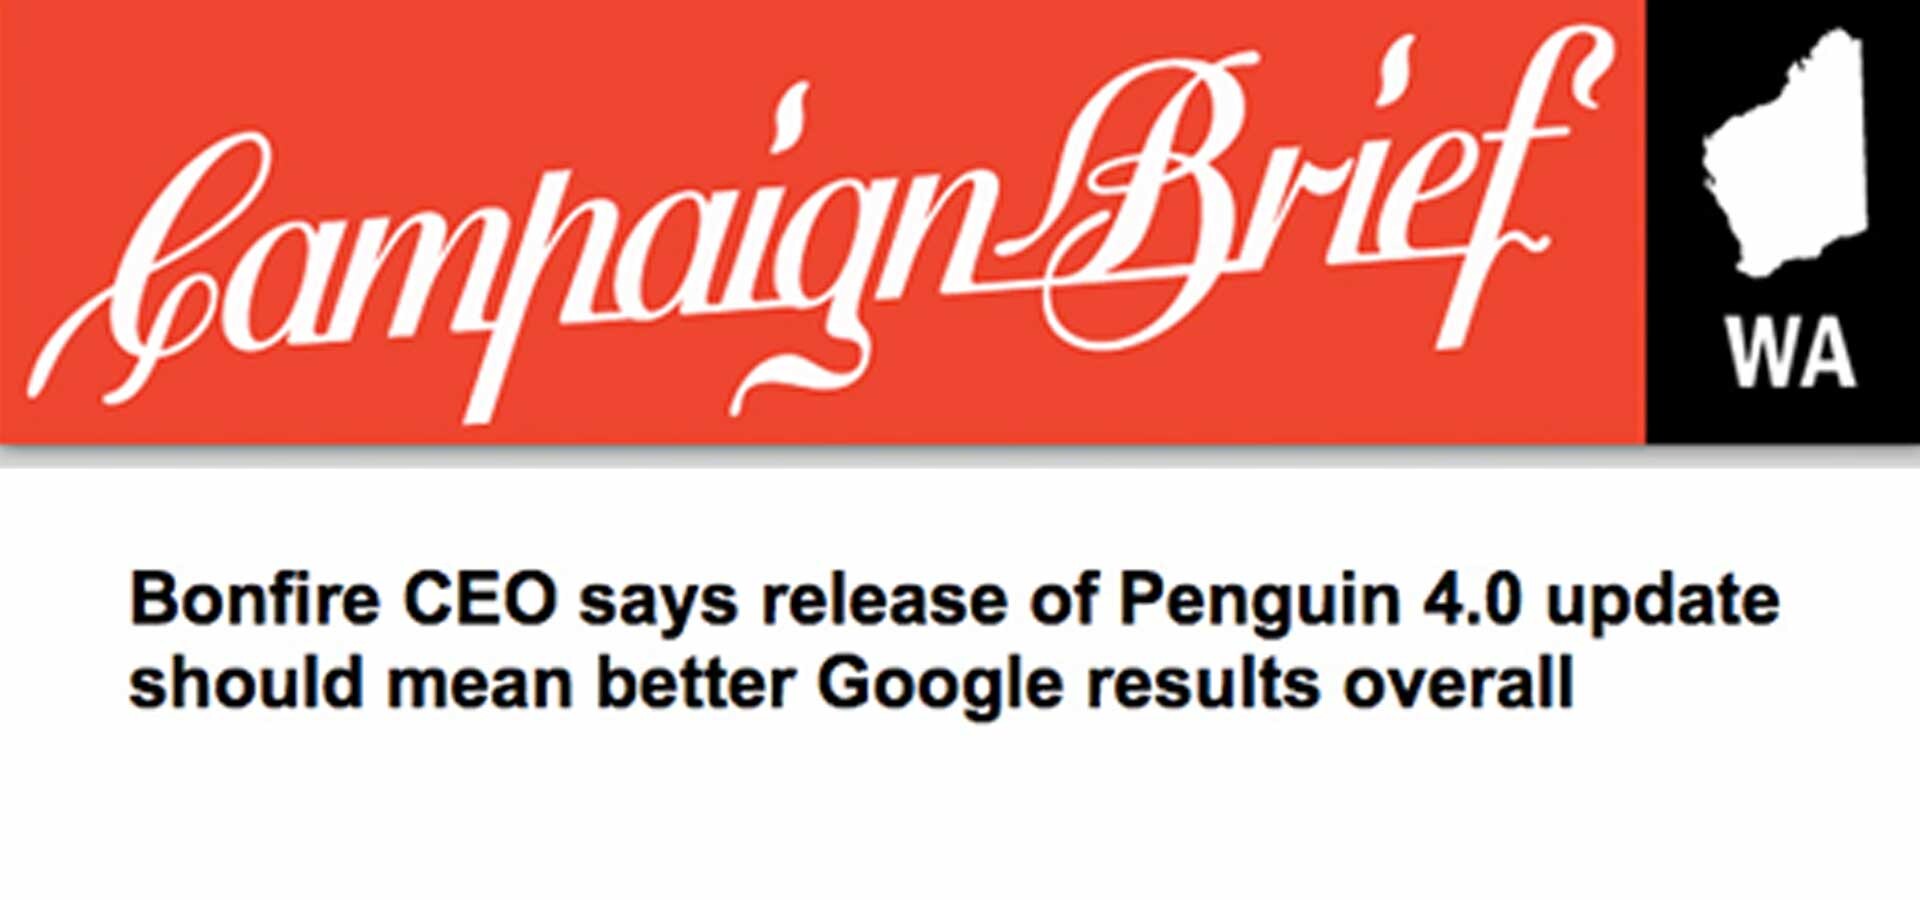 Campaign Brief
WA
Bonfire CEO says release of Penguin 4.0 update
should mean better Google results overall